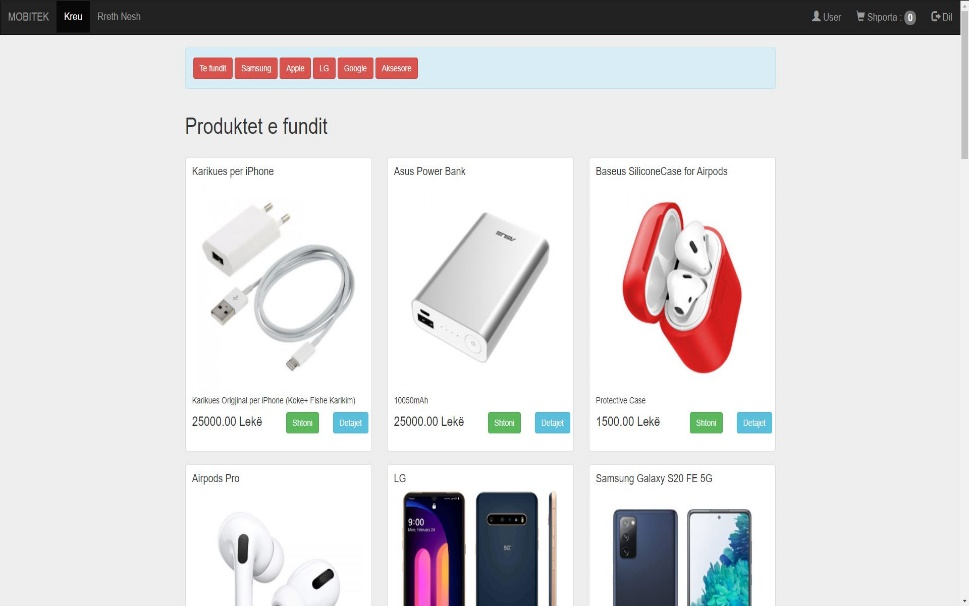 MOBITEK Kreu Rreth Nesh User Shporta : 0 Dil
Te fundit Samsung Apple LG Google Aksesore
Produktet e fundit
Karikues per iPhone
Asus Power Bank
Baseus SiliconeCase for Airpods
ASUS
Karikues Origjinal per iPhone (Koke+ Fishe Karikim)
10050mAh
Protective Case
25000.00 Lekë Shtoni Detajet
25000.00 Lekë Shtoni Detajet
1500.00 Lekë Shtoni Detajet
Airpods Pro
LG
Samsung Galaxy S20 FE 5G
9:00